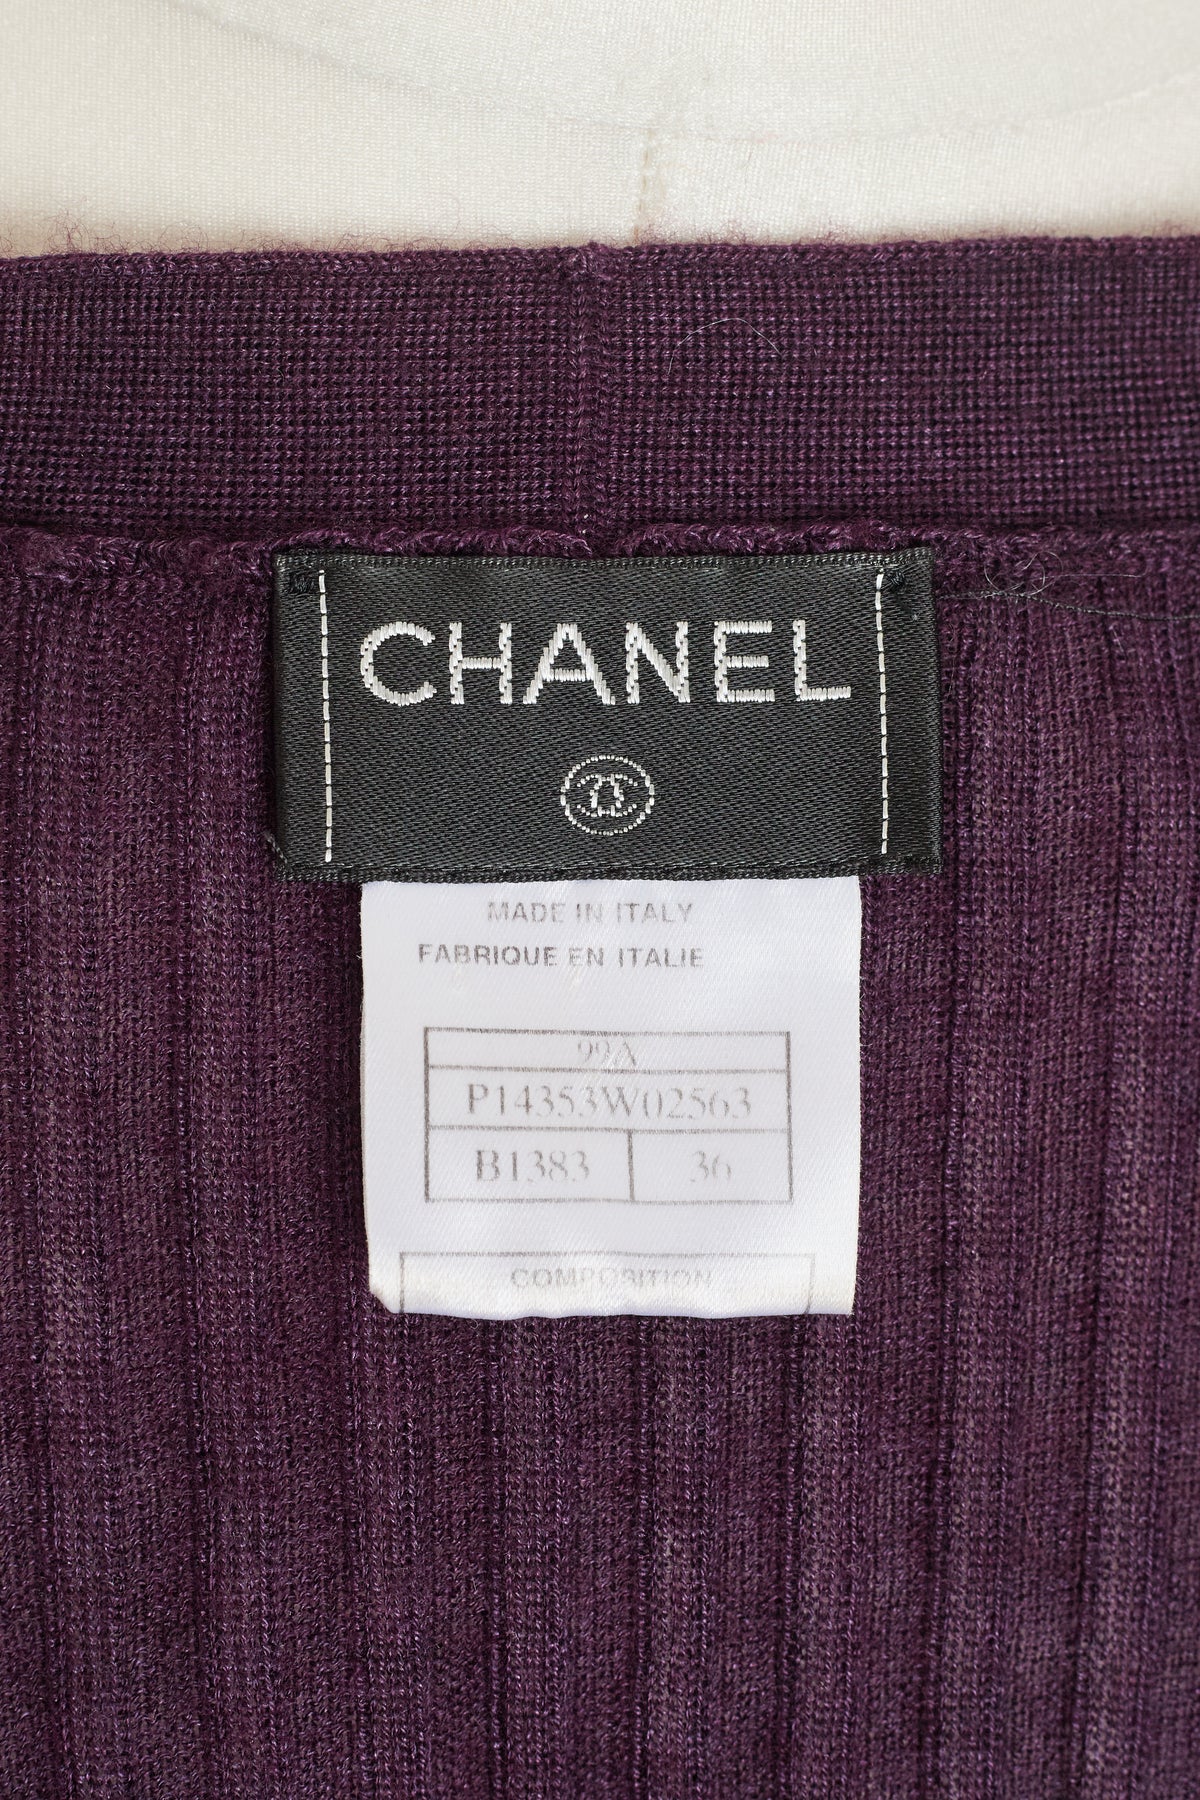 CHANEL
MADE IN ITALY
FABRIQUE EN ITALIE
99A
P14353W02563
B1383 36
COMPOSITION